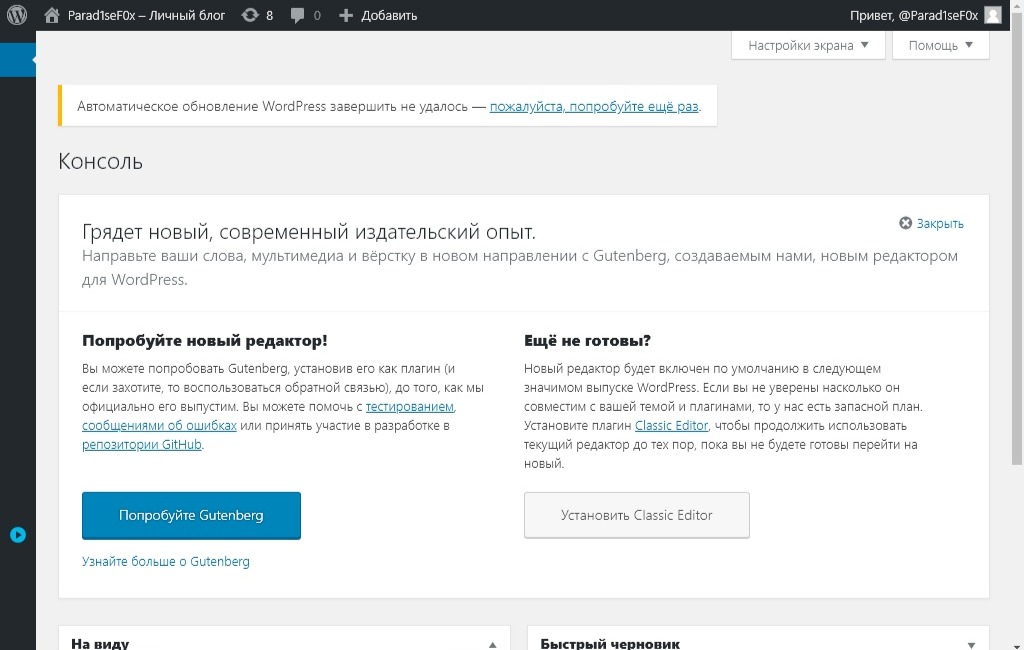 Parad1seF0x – Личный блог 8 0 Добавить Привет, @Parad1seF0x
Настройки экрана Помощь
Автоматическое обновление WordPress завершить не удалось — пожалуйста, попробуйте ещё раз.
Консоль
Закрыть
Грядет новый, современный издательский опыт.
Направьте ваши слова, мультимедиа и вёрстку в новом направлении с Gutenberg, создаваемым нами, новым редактором
для WordPress.
Попробуйте новый редактор!
Вы можете попробовать Gutenberg, установив его как плагин (и
если захотите, то воспользоваться обратной связью), до того, как мы
официально его выпустим. Вы можете помочь с тестированием,
сообщениями об ошибках или принять участие в разработке в
репозитории GitHub.
Попробуйте Gutenberg
Узнайте больше о Gutenberg
Ещё не готовы?
Новый редактор будет включен по умолчанию в следующем
значимом выпуске WordPress. Если вы не уверены насколько он
совместим с вашей темой и плагинами, то у нас есть запасной план.
Установите плагин Classic Editor, чтобы продолжить использовать
текущий редактор до тех пор, пока вы не будете готовы перейти на
новый.
Установить Classic Editor
На виду
Быстрый черновик